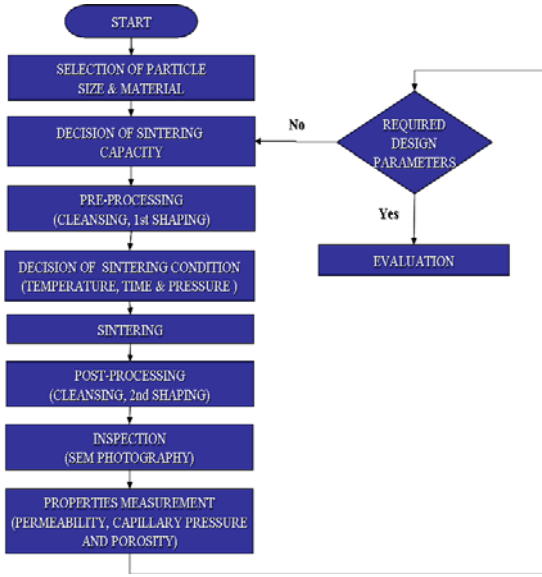 START
SELECTION OF PARTICLE
SIZE & MATERIAL
DECISION OF SINTERING
CAPACITY
PRE-PROCESSING
(CLEANSING, 1st SHAPING)
DECISION OF SINTERING CONDITION
(TEMPERATURE, TIME & PRESSURE )
SINTERING
POST-PROCESSING
(CLEANSING, 2nd SHAPING)
INSPECTION
(SEM PHOTOGRAPHY)
PROPERTIES MEASUREMENT
(PERMEABILITY, CAPILLARY PRESSURE
AND POROSITY)
REQUIRED
DESIGN
PARAMETERS
No
Yes
EVALUATION